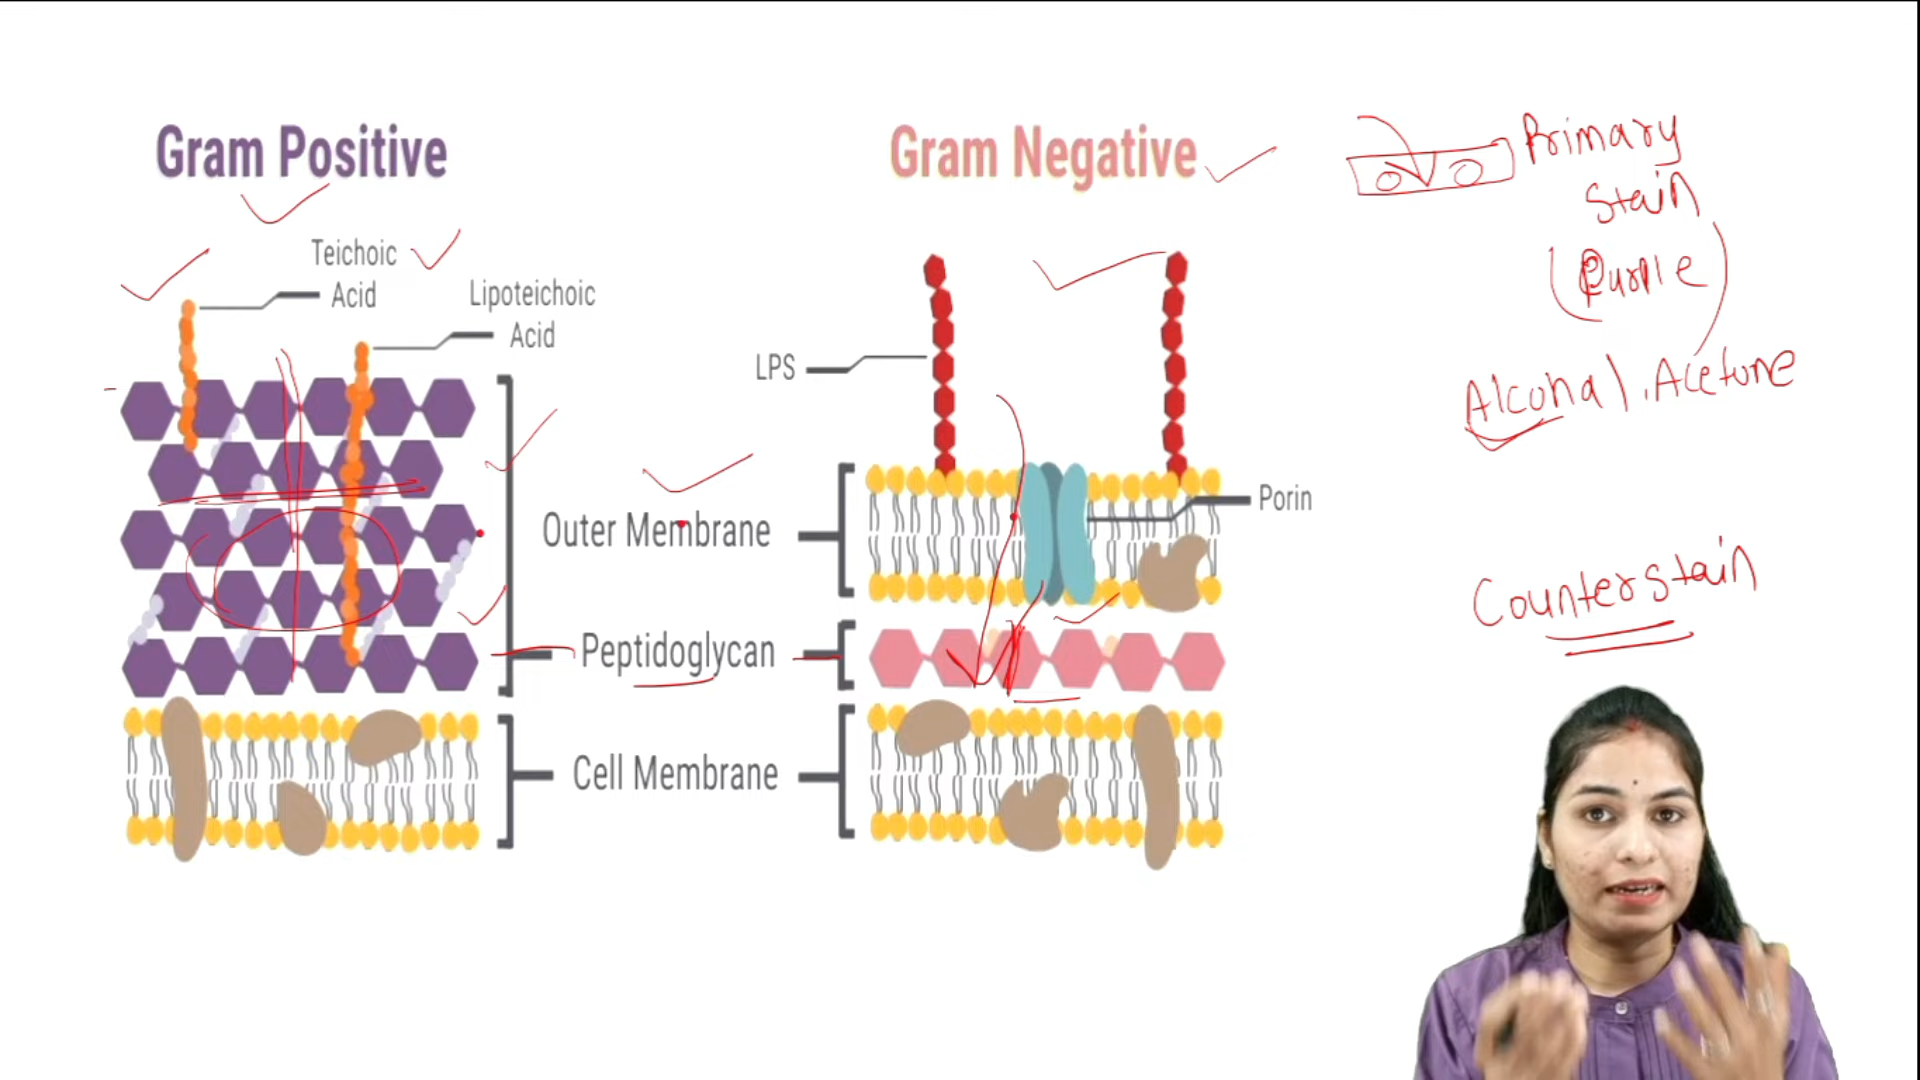 Gram Positive
Teichoic
Acid
Lipoteichoic
Acid
Outer Membrane
Peptidoglycan
Cell Membrane
Gram Negative
LPS
Porin
Primary
Stain
(Purple)
Alcohal. Acetone
Counterstain